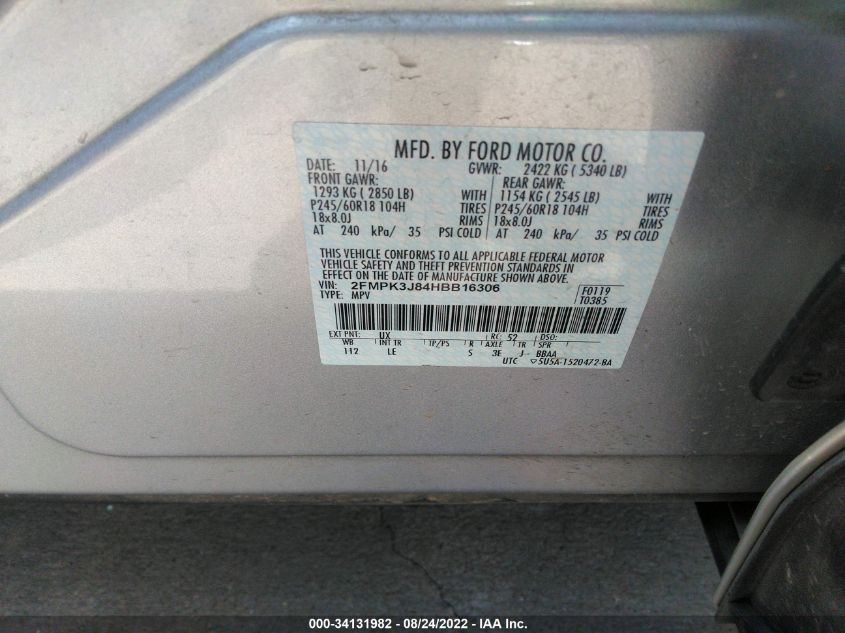 MFD. BY FORD MOTOR CO.
DATE: 11/16 GVWR: 2422 KG ( 5340 LB)
FRONT GAWR: REAR GAWR:
1293 KG ( 2850 LB) WITH 1154 KG ( 2545 LB) WITH
P245/60R18 104H TIRES P245/60R18 104H TIRES
18x8.0J RIMS 18x8.0J RIMS
AT 240 kPa/ 35 PSI COLD AT 240 kPa/ 35 PSI COLD
THIS VEHICLE CONFORMS TO ALL APPLICABLE FEDERAL MOTOR
VEHICLE SAFETY AND THEFT PREVENTION STANDARDS IN
EFFECT ON THE DATE OF MANUFACTURE SHOWN ABOVE.
VIN: 2FMPK3J84HBB16306 F0119
TYPE: MPV T0385
EXT PNT: UX RC: 52 DSO:
WB INT TR TP/PS R AXLE TR SPR
112 LE S 3E J BBAA
UTC 5U5A-1520472-BA
000-34131982 - 08/24/2022 - IAA Inc.